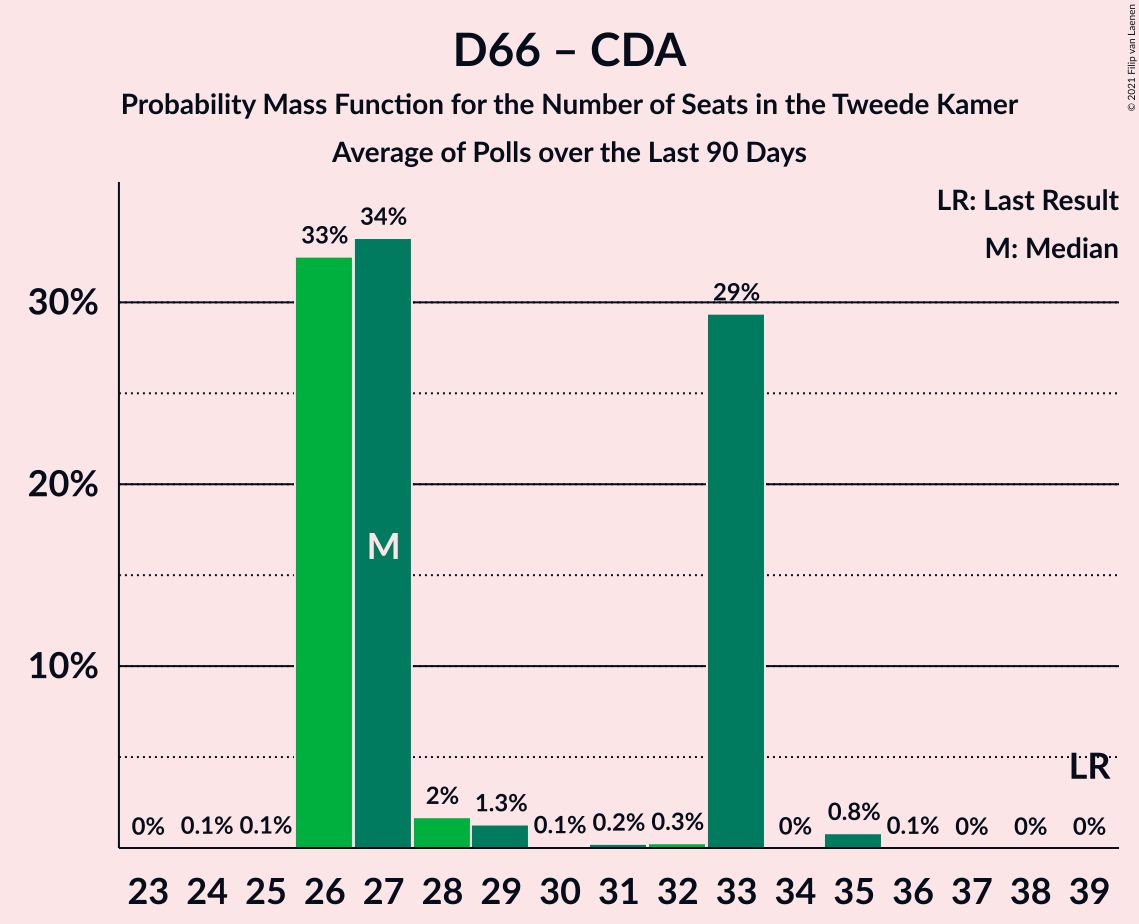 D66 – CDA
Probability Mass Function for the Number of Seats in the Tweede Kamer
Average of Polls over the Last 90 Days
© 2021 Filip van Laenen
LR: Last Result
M: Median
30%
20%
10%
0% 0.1% 0.1% 33% 34% 2% 1.3% 0.1% 0.2% 0.3% 29% 0% 0.8% 0.1% 0% 0% 0%
M
LR
23 24 25 26 27 28 29 30 31 32 33 34 35 36 37 38 39